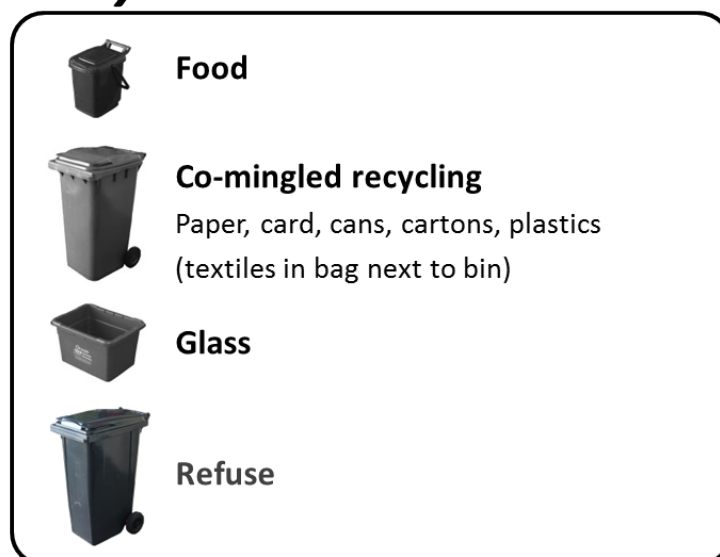 Food
Co-mingled recycling
Paper, card, cans, cartons, plastics
(textiles in bag next to bin)
Glass
Refuse